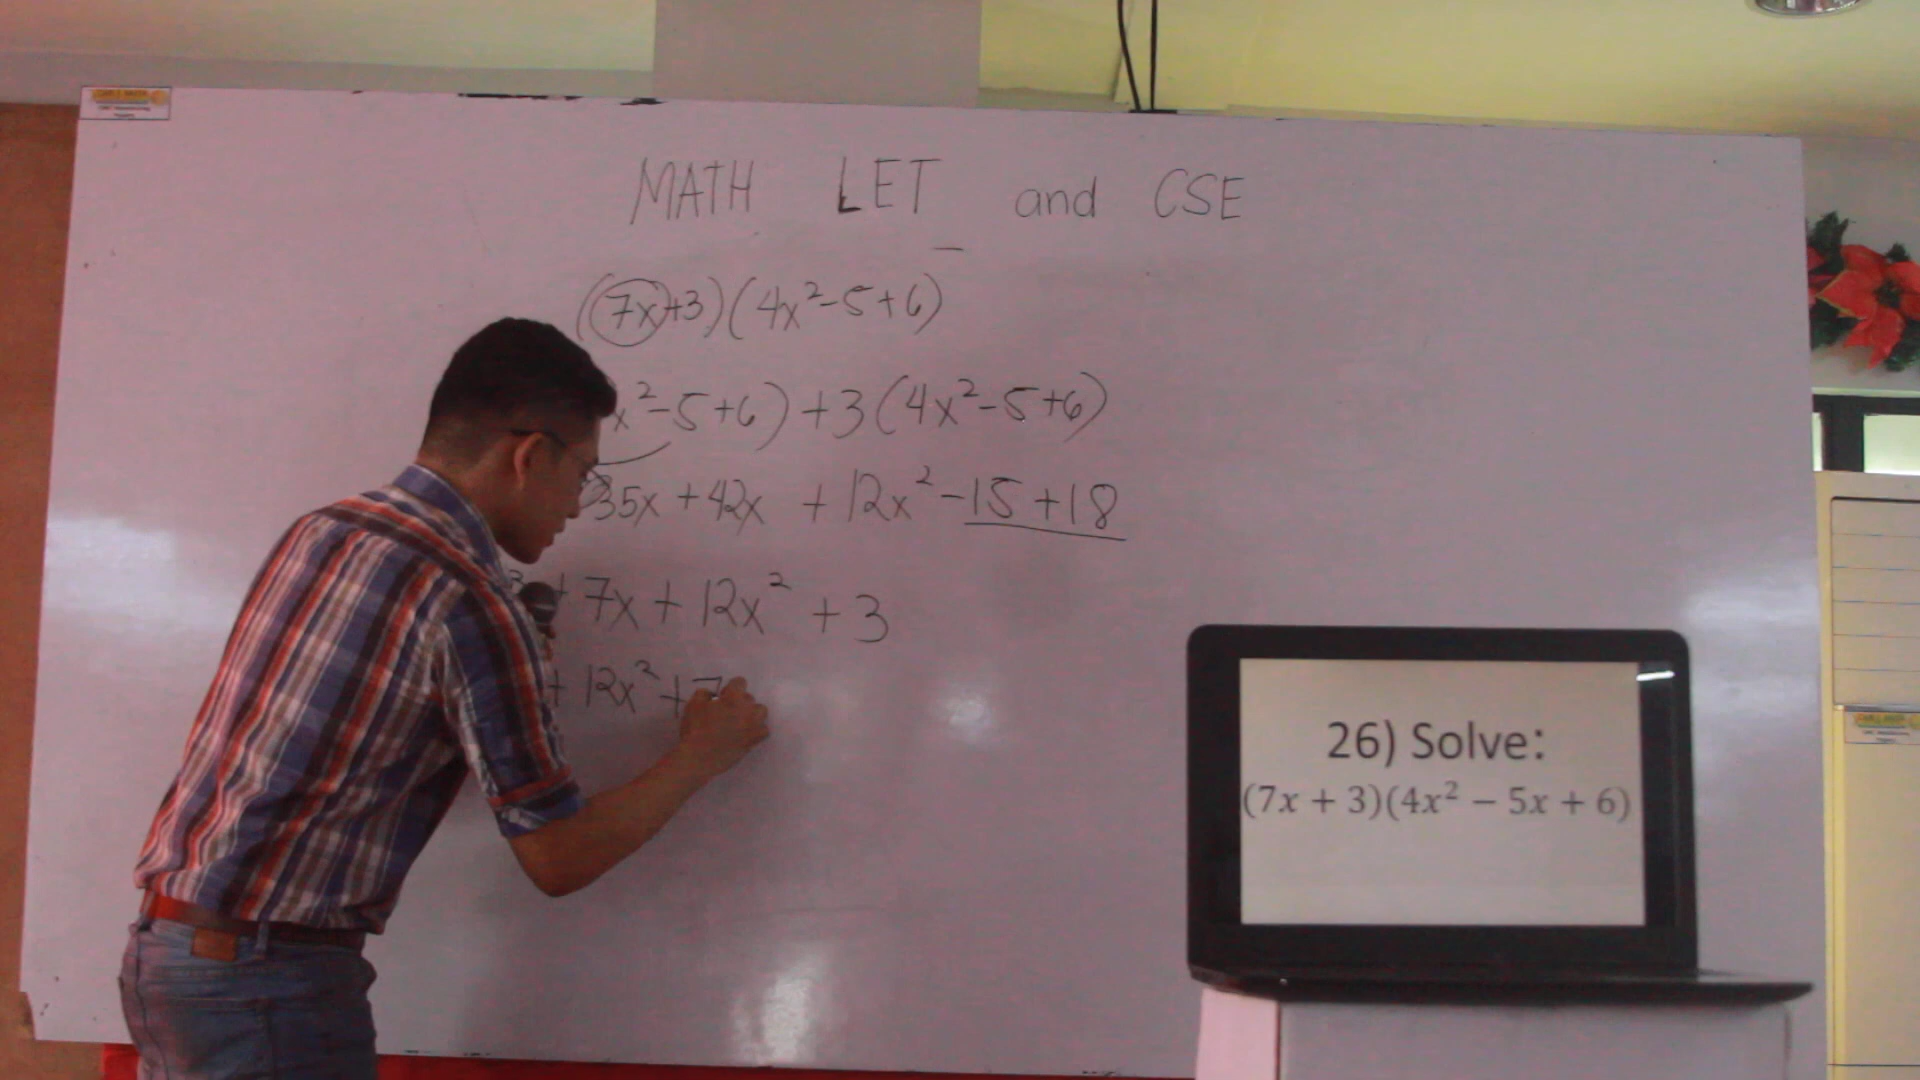 MATH LET and CSE
(7x+3)(4x²-5+6)
x²-5+6)+3(4x²-5+6)
35x+42x+12x²-15+18
+7x+12x²+3
+12x²+7
26) Solve:
(7x + 3)(4x² − 5x + 6)